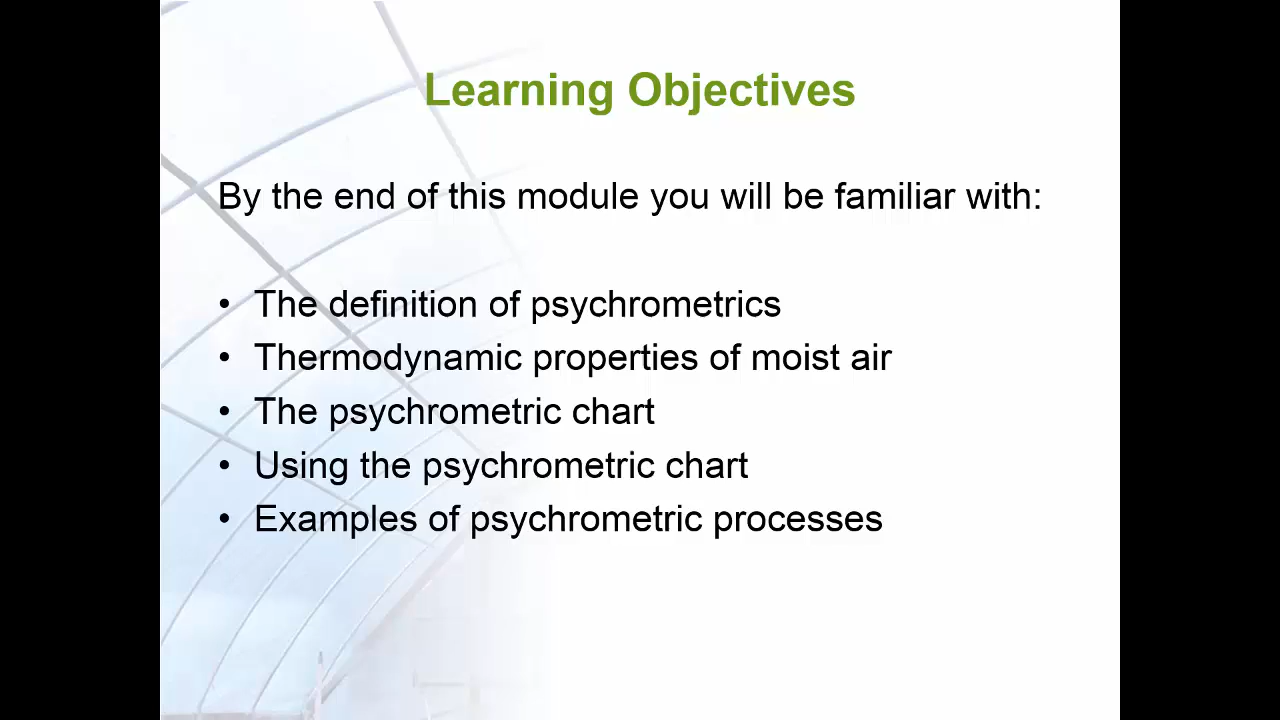 Learning Objectives
By the end of this module you will be familiar with:
• The definition of psychrometrics
• Thermodynamic properties of moist air
• The psychrometric chart
• Using the psychrometric chart
• Examples of psychrometric processes